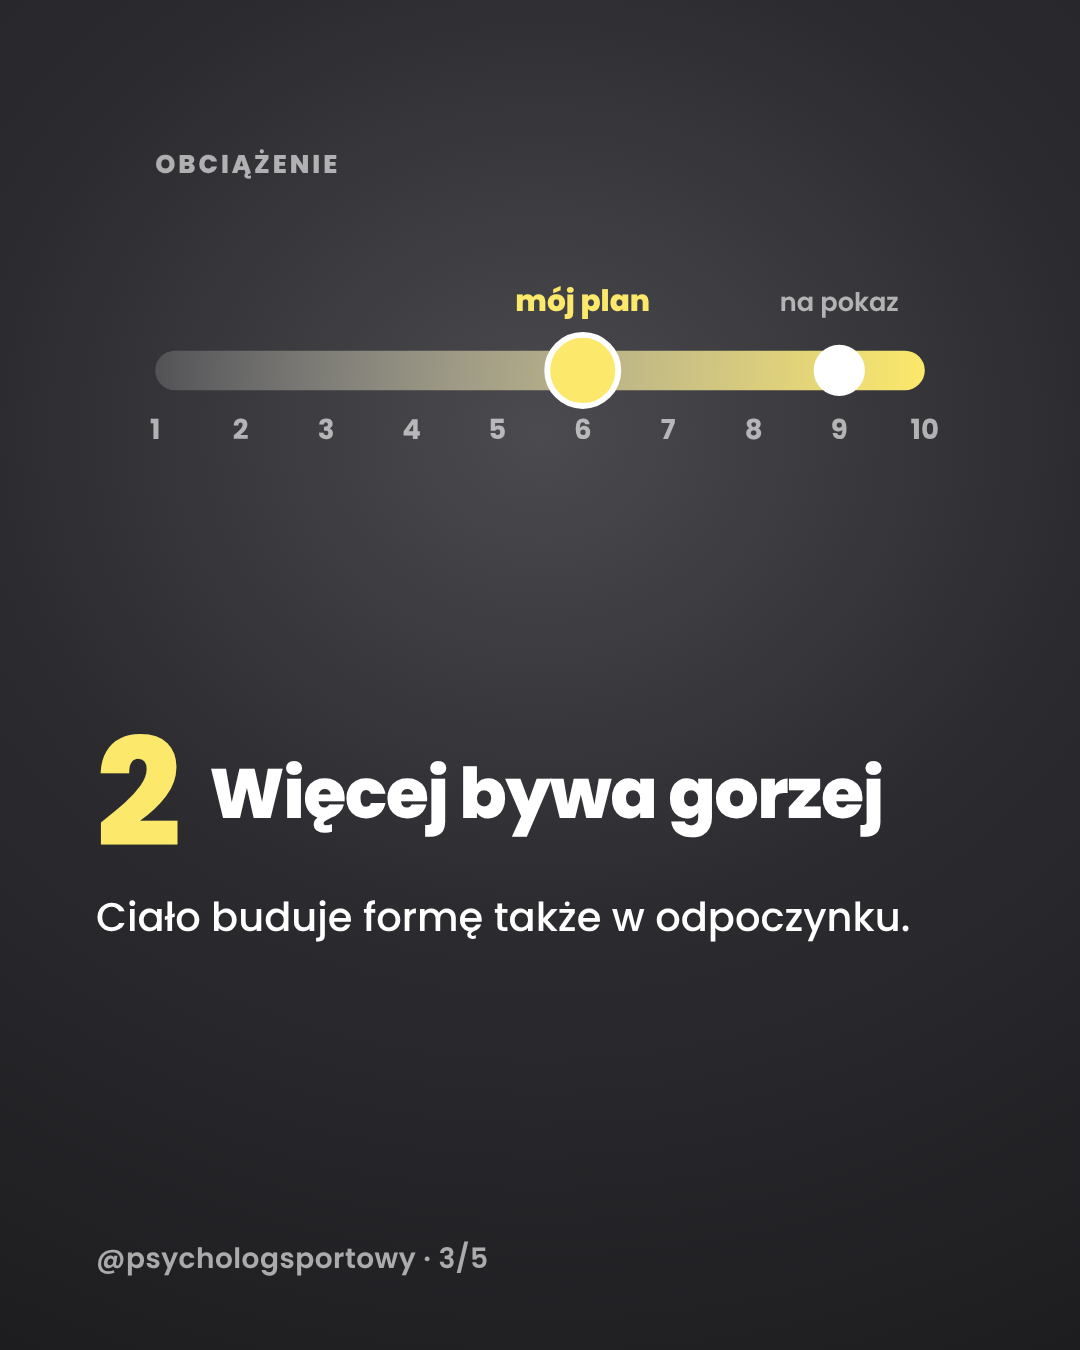 OBCIĄŻENIE
mój plan na pokaz
1 2 3 4 5 6 7 8 9 10
2 Więcej bywa gorzej
Ciało buduje formę także w odpoczynku.
@psychologsportowy · 3/5